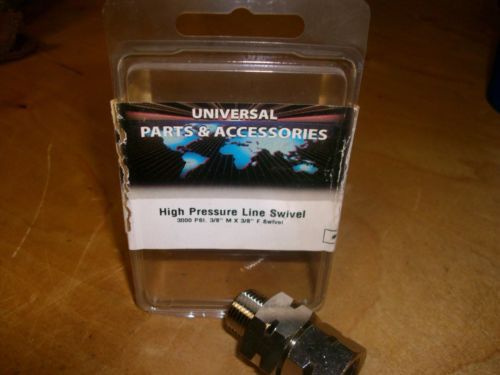 UNIVERSAL
PARTS & ACCESSORIES
High Pressure Line Swivel
3000 PSI, 3/8" M X 3/8" F Swivel